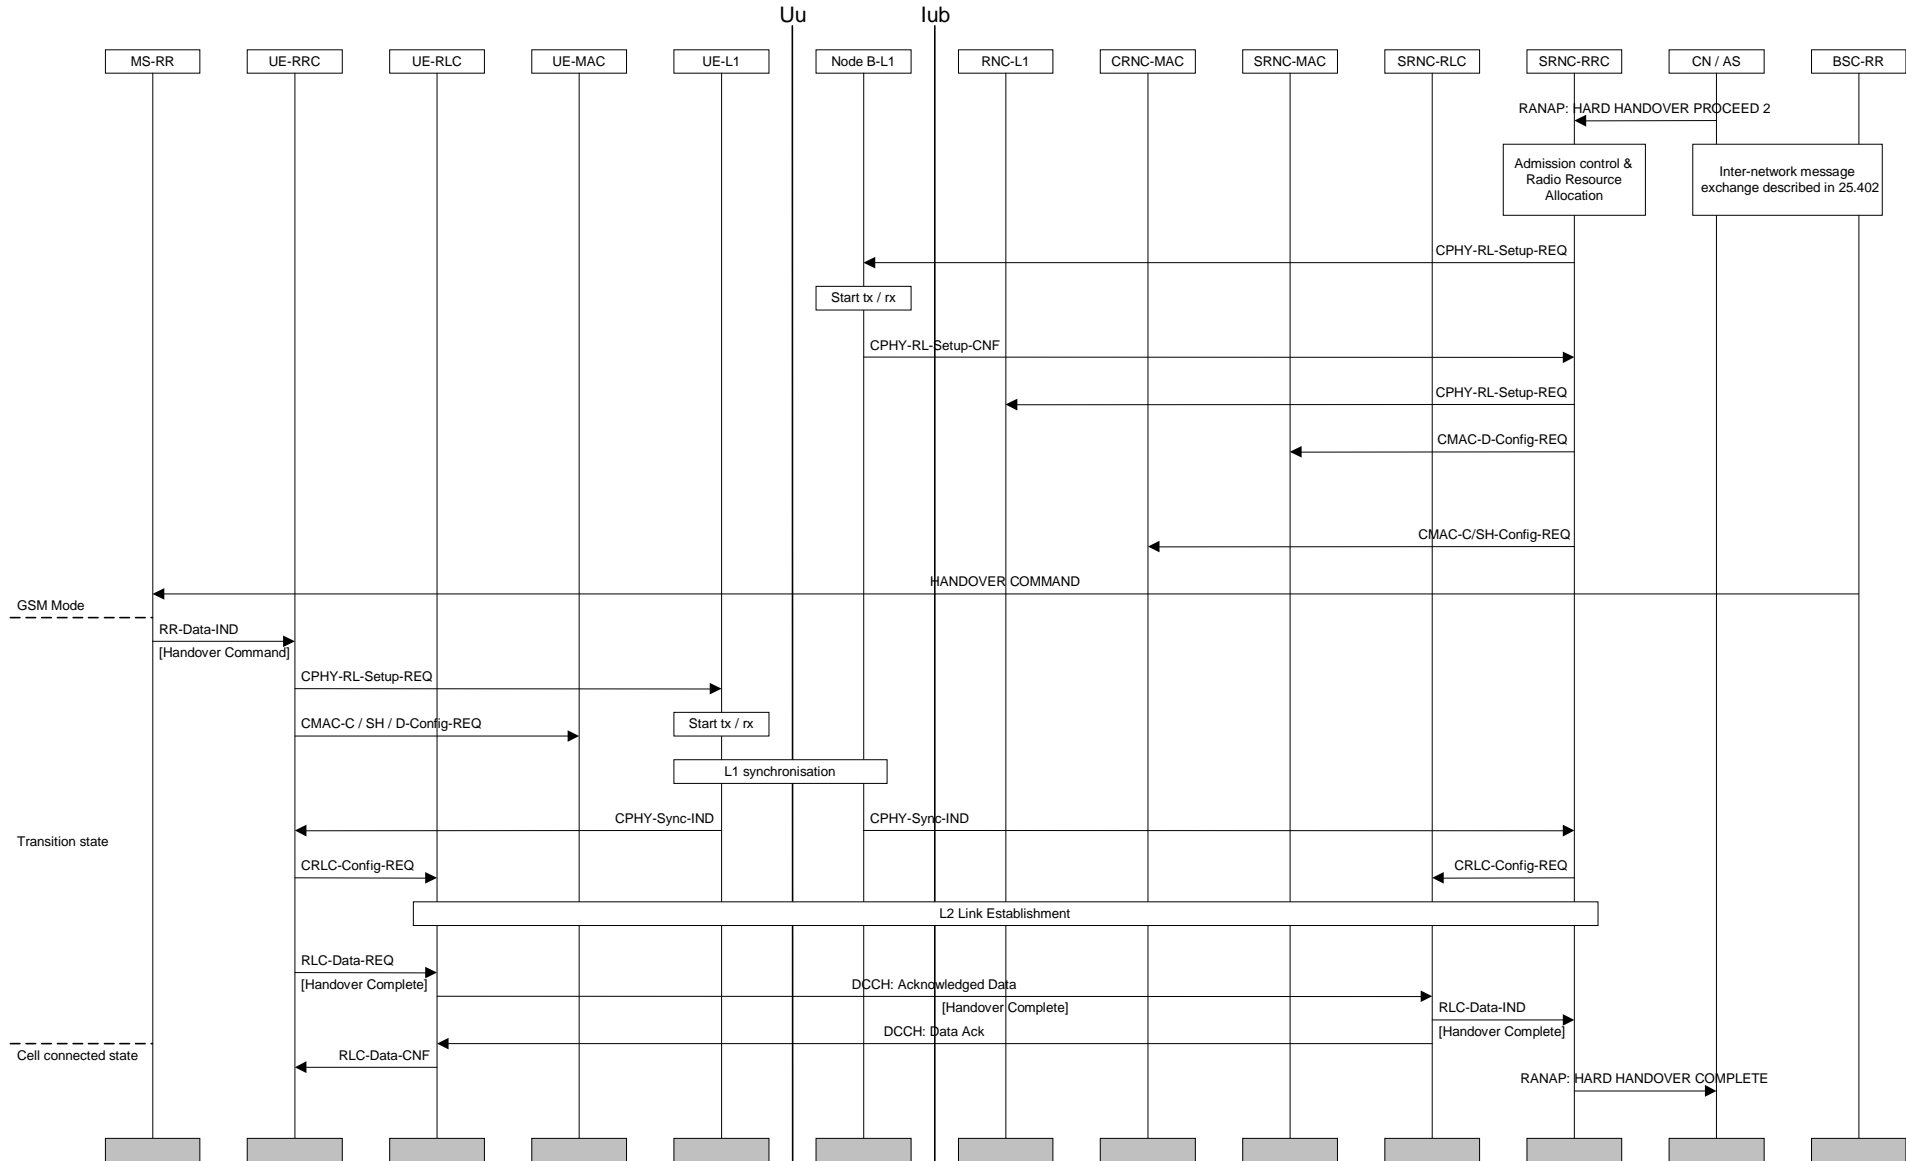 Uu
Iub
MS-RR
UE-RRC
UE-RLC
UE-MAC
UE-L1
Node B-L1
RNC-L1
CRNC-MAC
SRNC-MAC
SRNC-RLC
SRNC-RRC
CN / AS
BSC-RR
RANAP: HARD HANDOVER PROCEED 2
Admission control &
Radio Resource
Allocation
Inter-network message
exchange described in 25.402
CPHY-RL-Setup-REQ
Start tx / rx
CPHY-RL-Setup-CNF
CPHY-RL-Setup-REQ
CMAC-D-Config-REQ
CMAC-C/SH-Config-REQ
HANDOVER COMMAND
GSM Mode
RR-Data-IND
[Handover Command]
CPHY-RL-Setup-REQ
CMAC-C / SH / D-Config-REQ
Start tx / rx
L1 synchronisation
CPHY-Sync-IND
CPHY-Sync-IND
Transition state
CRLC-Config-REQ
CRLC-Config-REQ
L2 Link Establishment
RLC-Data-REQ
[Handover Complete]
DCCH: Acknowledged Data
[Handover Complete]
RLC-Data-IND
[Handover Complete]
DCCH: Data Ack
Cell connected state
RLC-Data-CNF
RANAP: HARD HANDOVER COMPLETE